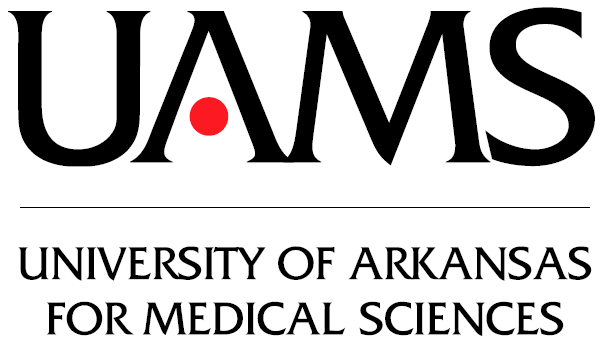 UAMS
UNIVERSITY OF ARKANSAS
FOR MEDICAL SCIENCES